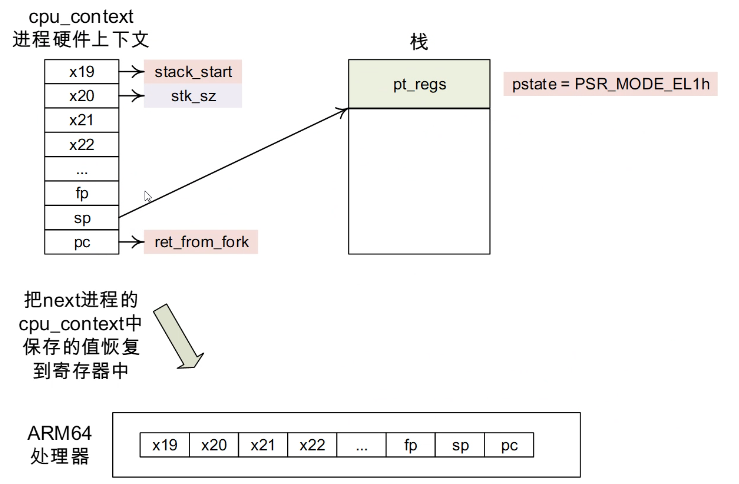 cpu_context
进程硬件上下文
栈
x19
stack_start
x20
stk_sz
x21
x22
...
fp
sp
pc
ret_from_fork
pt_regs
pstate = PSR_MODE_EL1h
把next进程的
cpu_context中
保存的值恢复
到寄存器中
ARM64
处理器
x19 x20 x21 x22 ... fp sp pc